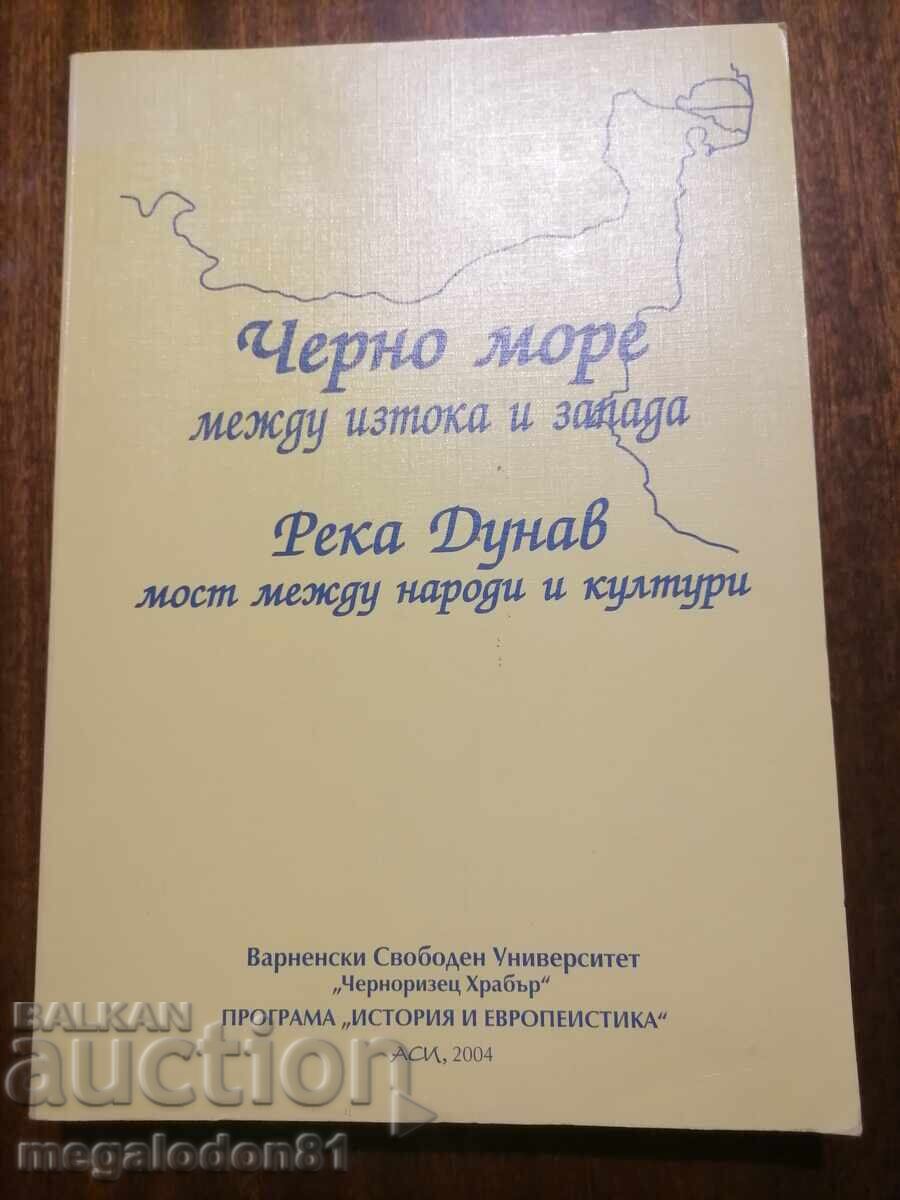 Черно море
между изтока и запада
Река Дунав
мост между народи и култури
Варненски Свободен Университет
„Черноризец Храбър“
ПРОГРАМА „ИСТОРИЯ И ЕВРОПЕИСТИКА“
АСИ, 2004
BALKAN
auction
megalodon81